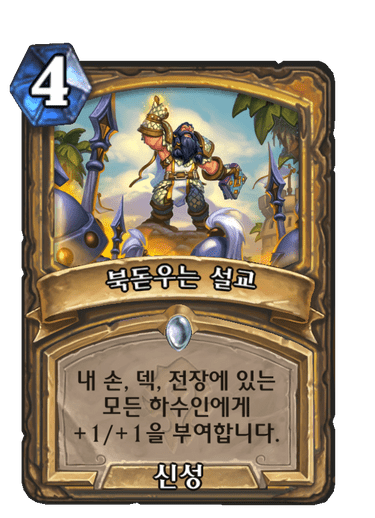 4
북돋우는 설교
내 손, 덱, 전장에 있는
모든 하수인에게
+1/+1을 부여합니다.
신성